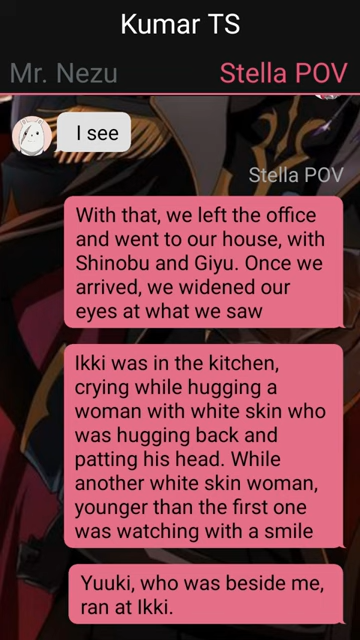 Kumar TS
Mr. Nezu
Stella POV
I see
Stella POV
With that, we left the office
and went to our house, with
Shinobu and Giyu. Once we
arrived, we widened our
eyes at what we saw
Ikki was in the kitchen,
crying while hugging a
woman with white skin who
was hugging back and
patting his head. While
another white skin woman,
younger than the first one
was watching with a smile
Yuuki, who was beside me,
ran at Ikki.